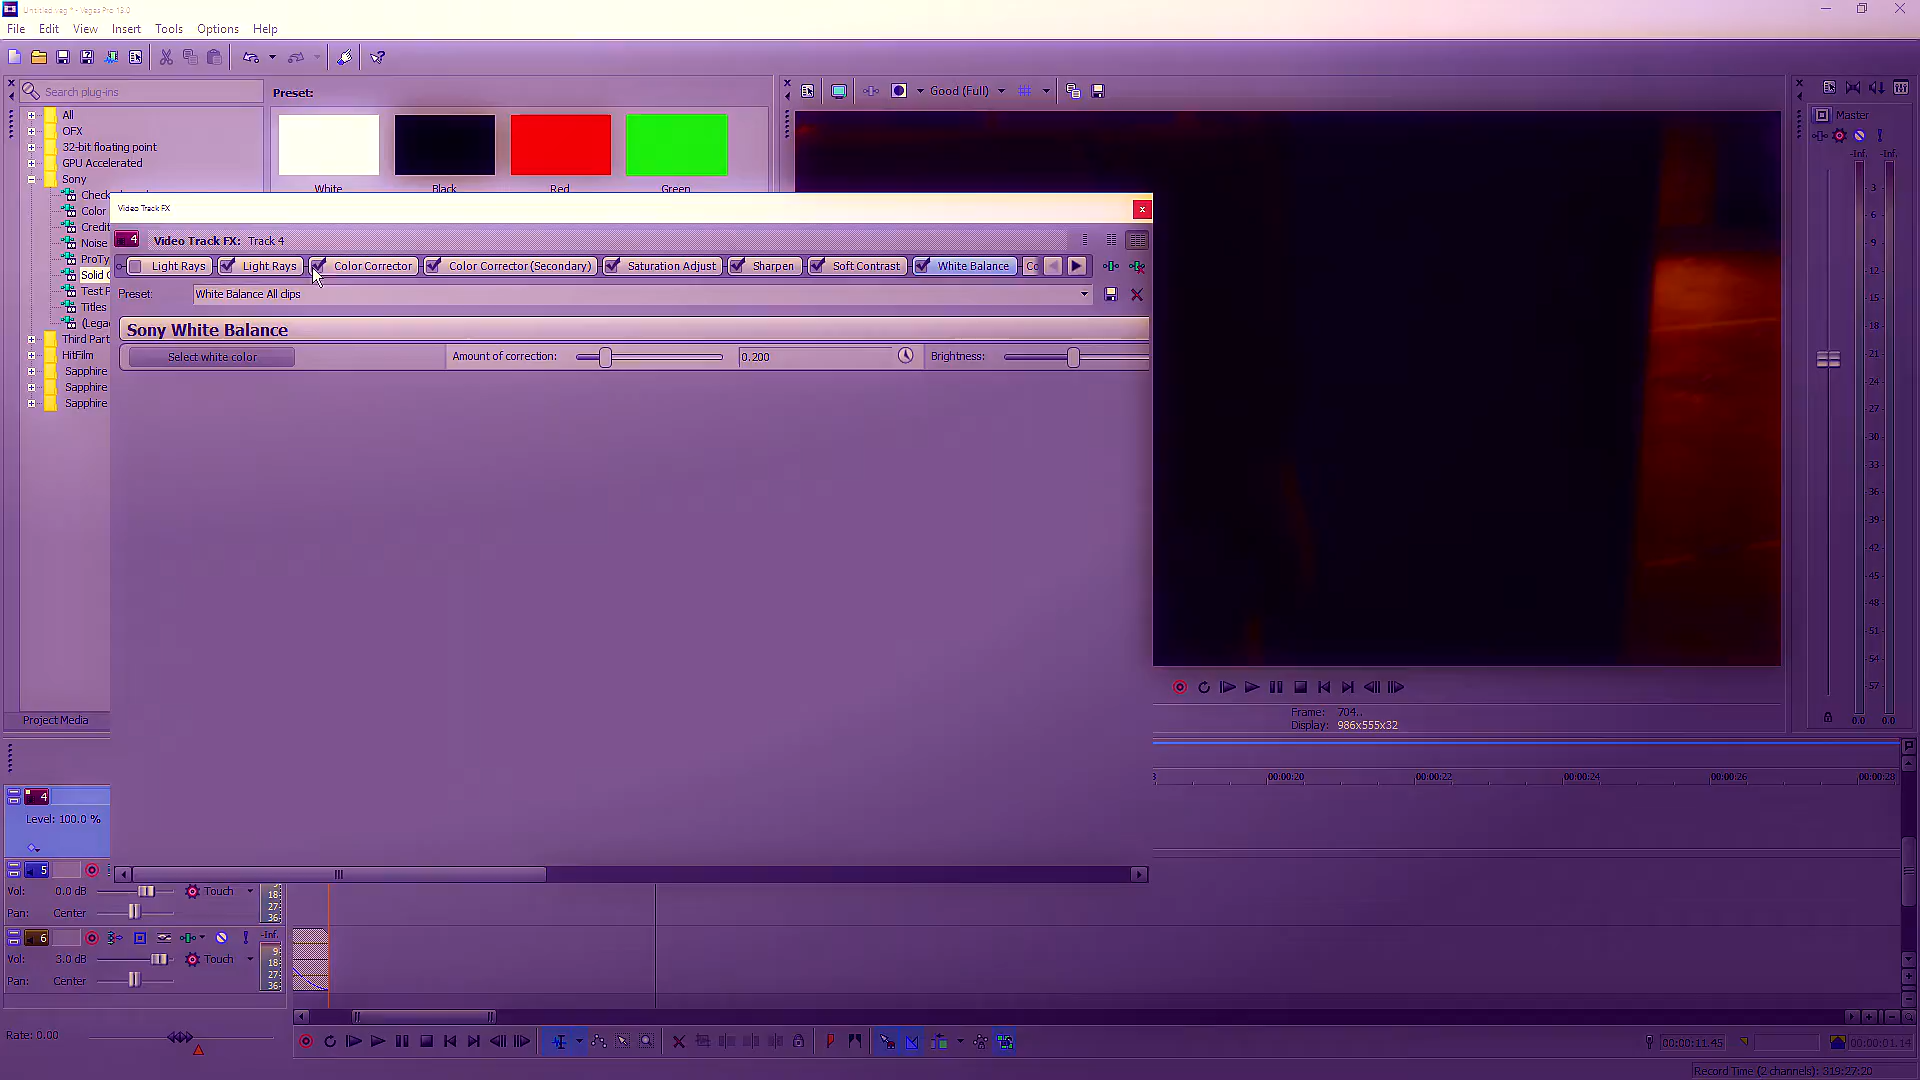 Untitled.veg * - Vegas Pro 13.0
File Edit View Insert Tools Options Help
Search plug-ins
All
OFX
32-bit floating point
GPU Accelerated
Sony
Check
Color
Credit
Noise
ProTy
Solid C
Test P
Titles
(Lega
Third Part
HitFilm
Sapphire
Sapphire
Sapphire
Project Media
Preset:
White Black Red Green
Good (Full)
Master
-Inf. -Inf.
3
6
9
12
15
18
21
24
27
30
33
36
39
42
45
48
51
54
57
0.0 0.0
Video Track FX
4 Video Track FX: Track 4
Light Rays Light Rays Color Corrector Color Corrector (Secondary) Saturation Adjust Sharpen Soft Contrast White Balance Co
Preset: White Balance All clips
Sony White Balance
Select white color Amount of correction: 0.200 Brightness:
Frame: 704..
Display: 986x555x32
00:00:20 00:00:22 00:00:24 00:00:26 00:00:28
4
Level: 100.0 %
5
Vol: 0.0 dB Touch
Pan: Center
18
27
36
6
-Inf.
Vol: 3.0 dB Touch
Pan: Center
9
18
27
36
Rate: 0.00
00:00:11.45 00:00:01.14
Record Time (2 channels): 319:27:20